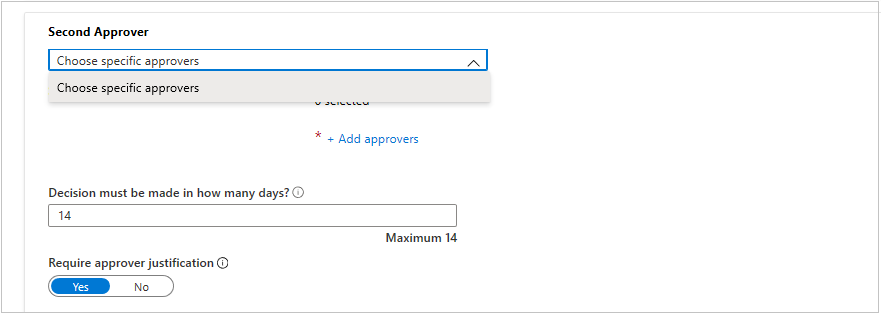 Second Approver
Choose specific approvers
Choose specific approvers
selected
* + Add approvers
Decision must be made in how many days?
14
Maximum 14
Require approver justification
Yes No